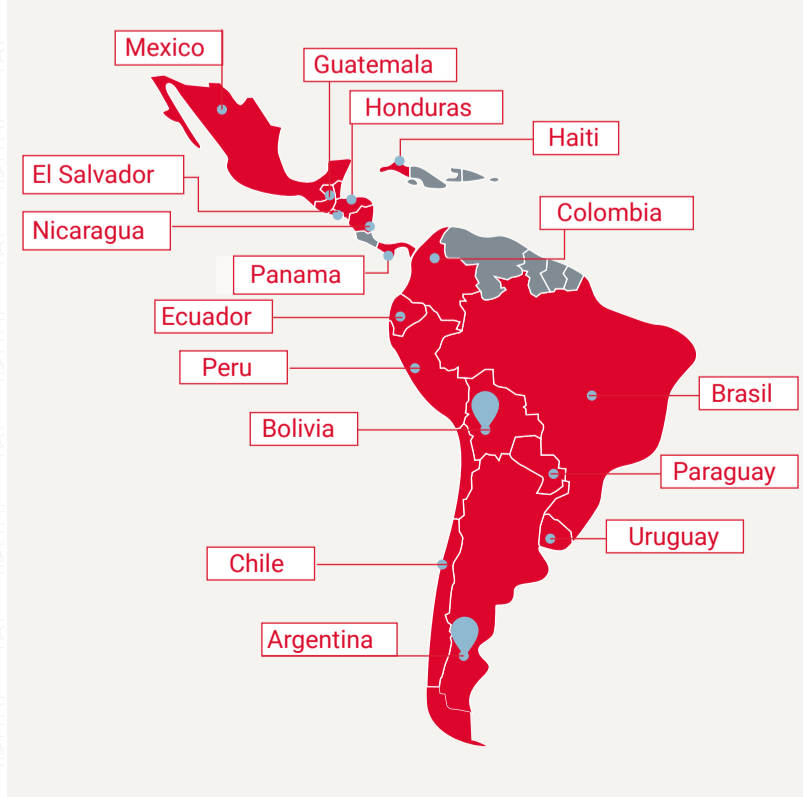 Mexico
Guatemala
Honduras
Haiti
El Salvador
Colombia
Nicaragua
Panama
Ecuador
Peru
Brasil
Bolivia
Paraguay
Uruguay
Chile
Argentina